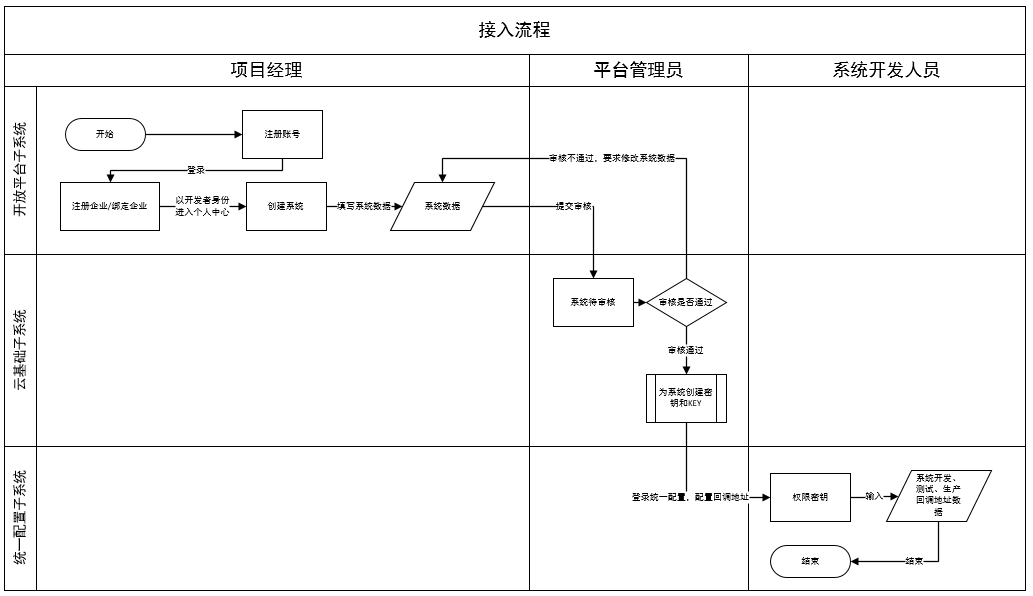 接入流程
项目经理
平台管理员
系统开发人员
开放平台子系统
开始
注册账号
登录
审核不通过，要求修改系统数据
注册企业/绑定企业
以开发者身份
进入个人中心
创建系统
填写系统数据
系统数据
提交审核
云基础子系统
系统待审核
审核是否通过
审核通过
为系统创建密
钥和KEY
统一配置子系统
登录统一配置，配置回调地址
权限密钥
输入
系统开发、
测试、生产
回调地址数
据
结束
结束